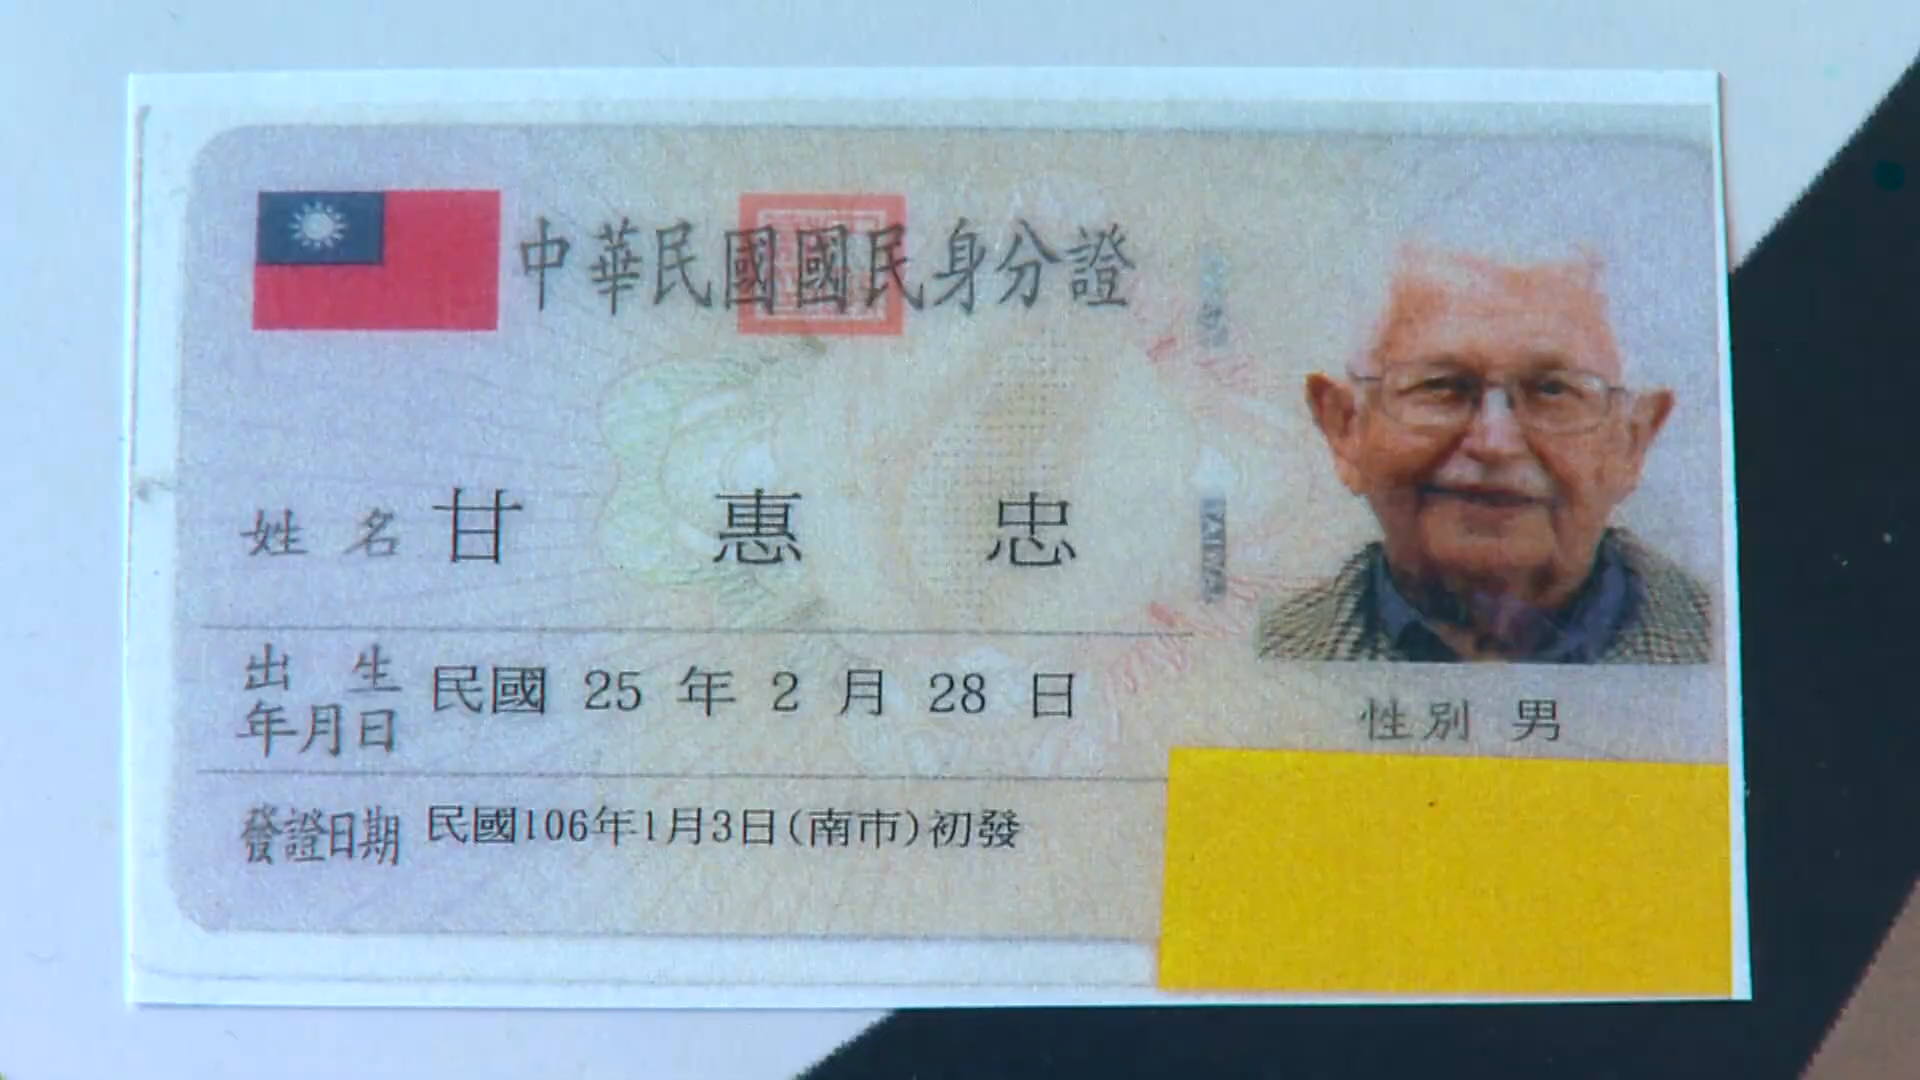 中華民國國民身分證
姓名 甘惠忠
出生年月日 民國 25 年 2 月 28 日
性別 男
發證日期 民國106年1月3日(南市)初發